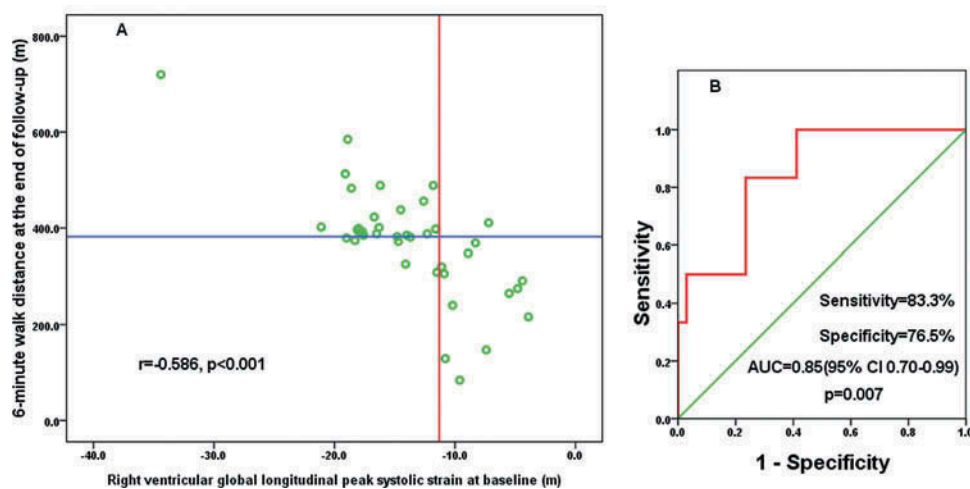 A
6-minute walk distance at the end of follow-up (m)
800.0
600.0
400.0
200.0
0.0
r=-0.586, p<0.001
-40.0 -30.0 -20.0 -10.0 0.0
Right ventricular global longitudinal peak systolic strain at baseline (m)
B
Sensitivity
1.0
0.8
0.6
0.4
0.2
0.0
Sensitivity=83.3%
Specificity=76.5%
AUC=0.85(95% CI 0.70-0.99)
p=0.007
0.0 0.2 0.4 0.6 0.8 1.0
1 - Specificity